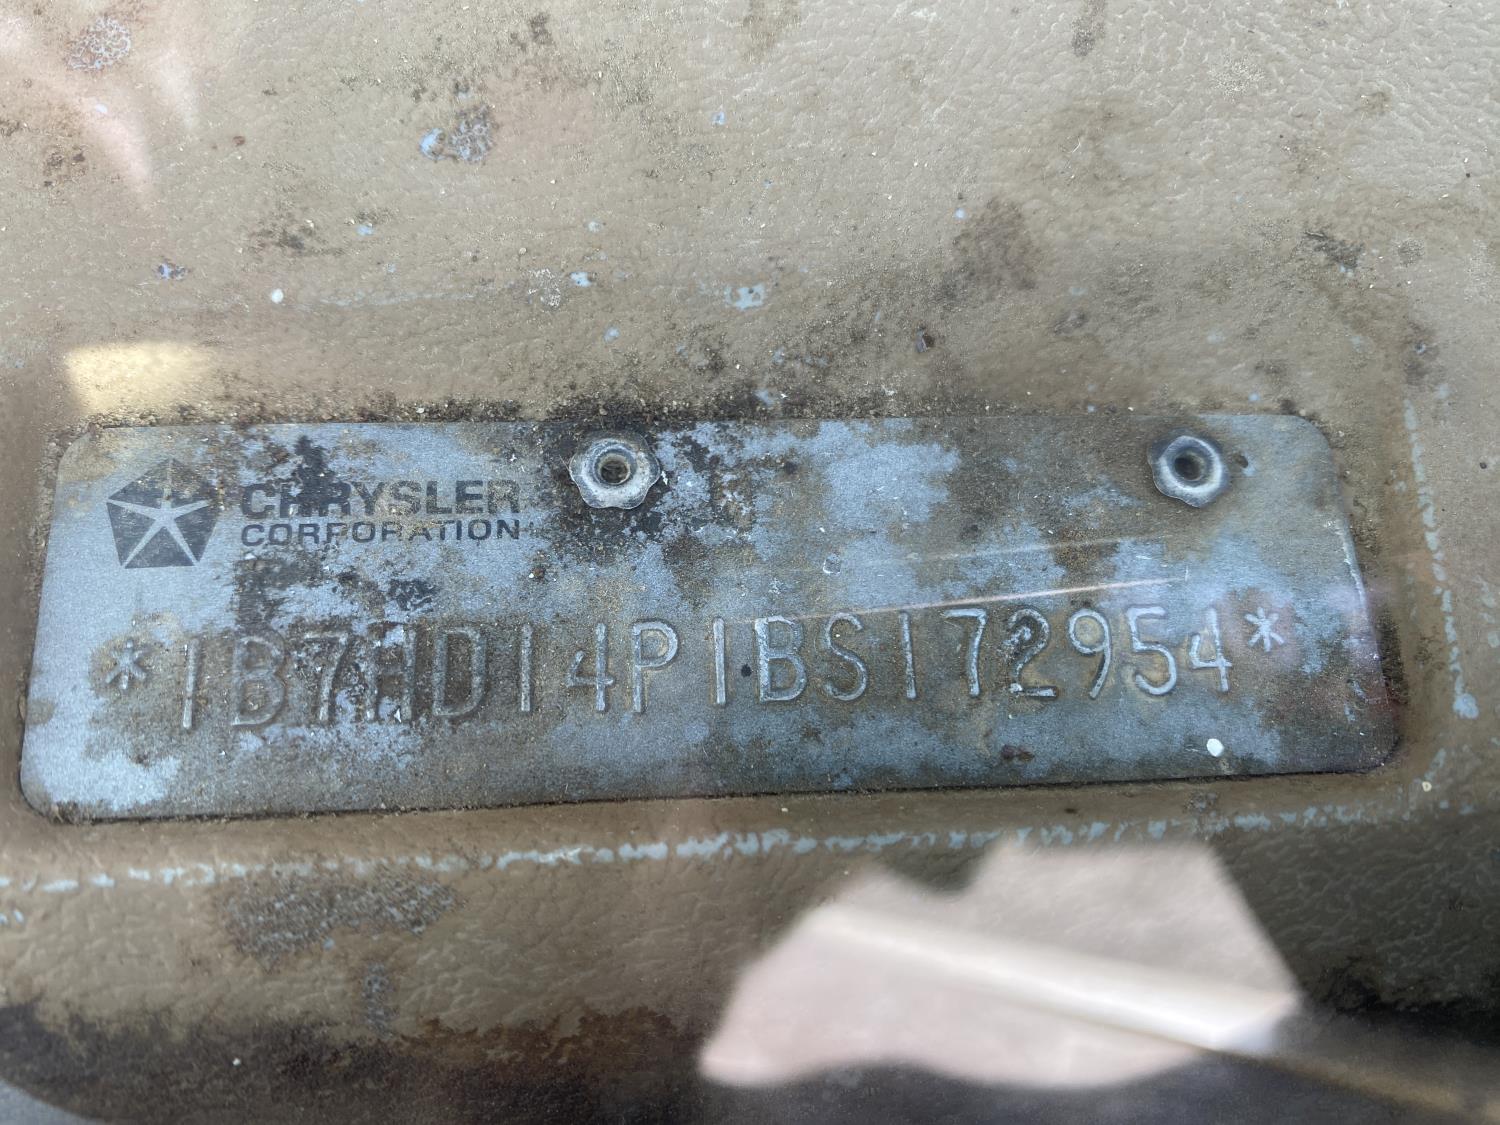 CHRYSLER
CORPORATION
*1B7HD14P1BS172954*